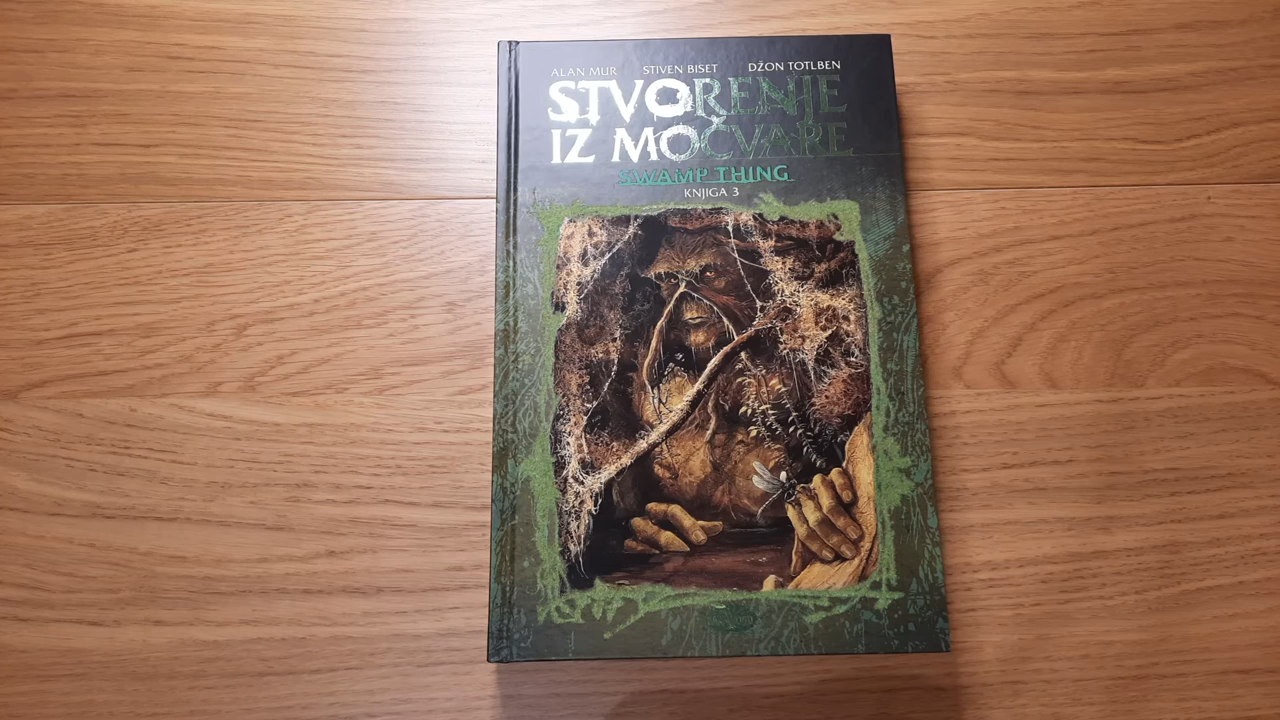 ALAN MUR STIVEN BISET DŽON TOTLBEN
STVORENJE
IZ MOČVARE
SWAMP THING
KNJIGA 3